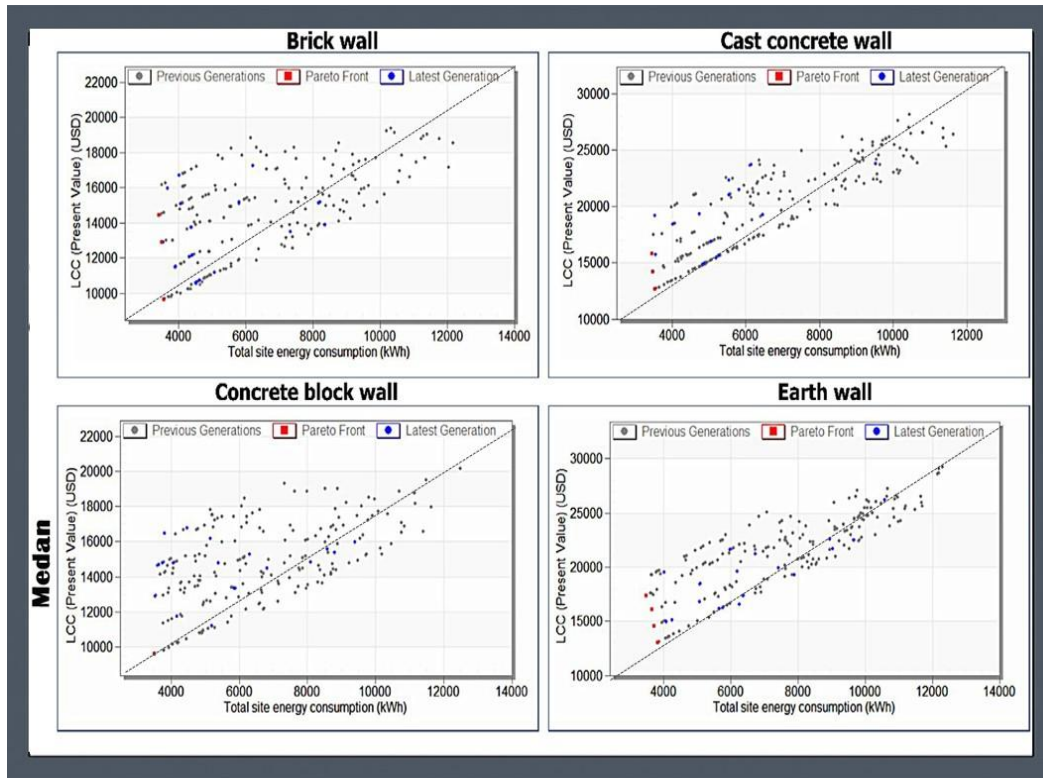 Brick wall
Previous Generations Pareto Front Latest Generation
22000
20000
18000
16000
14000
12000
10000
LCC (Present Value) (USD)
4000 6000 8000 10000 12000 14000
Total site energy consumption (kWh)
Cast concrete wall
Previous Generations Pareto Front Latest Generation
30000
25000
20000
15000
10000
LCC (Present Value) (USD)
4000 6000 8000 10000 12000
Total site energy consumption (kWh)
Medan
Concrete block wall
Previous Generations Pareto Front Latest Generation
22000
20000
18000
16000
14000
12000
10000
LCC (Present Value) (USD)
4000 6000 8000 10000 12000 14000
Total site energy consumption (kWh)
Earth wall
Previous Generations Pareto Front Latest Generation
30000
25000
20000
15000
10000
LCC (Present Value) (USD)
4000 6000 8000 10000 12000 14000
Total site energy consumption (kWh)